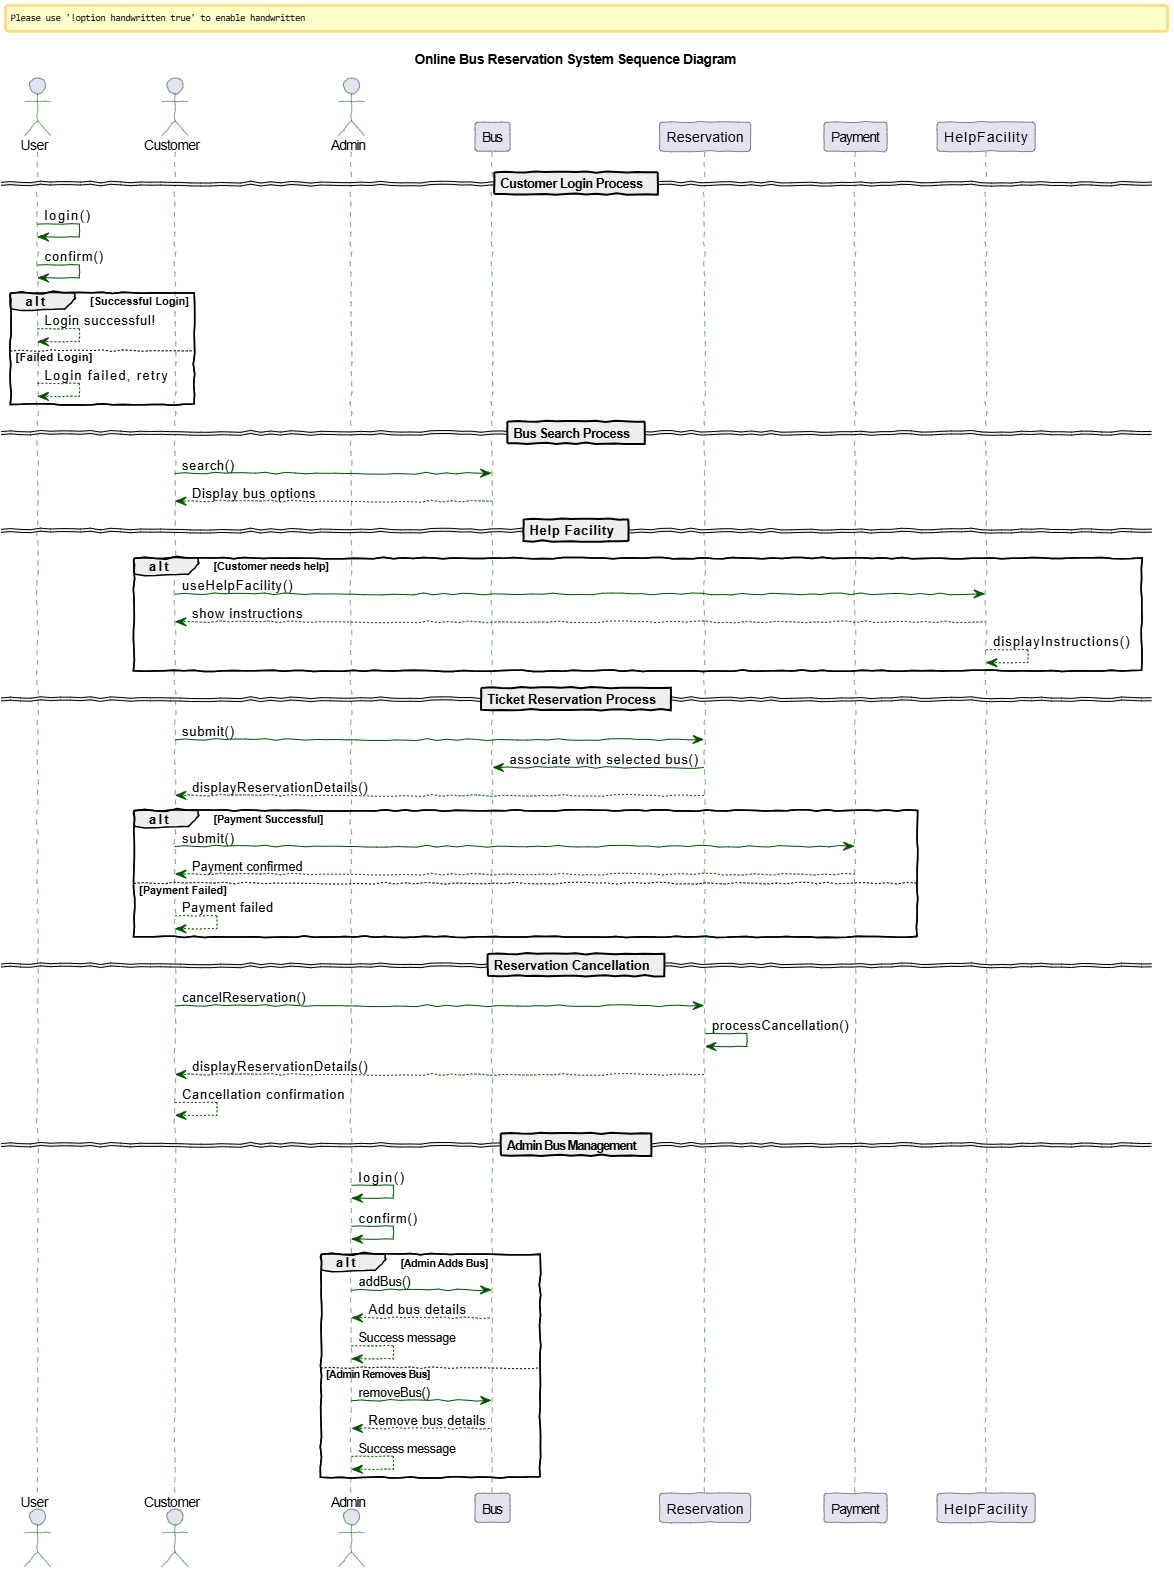 Please use '!option handwritten true' to enable handwritten
Online Bus Reservation System Sequence Diagram
User
Customer
Admin
Bus
Reservation
Payment
HelpFacility
Customer Login Process
login()
confirm()
alt
[Successful Login]
Login successful!
[Failed Login]
Login failed, retry
Bus Search Process
search()
Display bus options
Help Facility
alt
[Customer needs help]
useHelpFacility()
show instructions
displayInstructions()
Ticket Reservation Process
submit()
associate with selected bus()
displayReservationDetails()
alt
[Payment Successful]
submit()
Payment confirmed
[Payment Failed]
Payment failed
Reservation Cancellation
cancelReservation()
processCancellation()
displayReservationDetails()
Cancellation confirmation
Admin Bus Management
login()
confirm()
alt
[Admin Adds Bus]
addBus()
Add bus details
Success message
[Admin Removes Bus]
removeBus()
Remove bus details
Success message
User
Customer
Admin
Bus
Reservation
Payment
HelpFacility